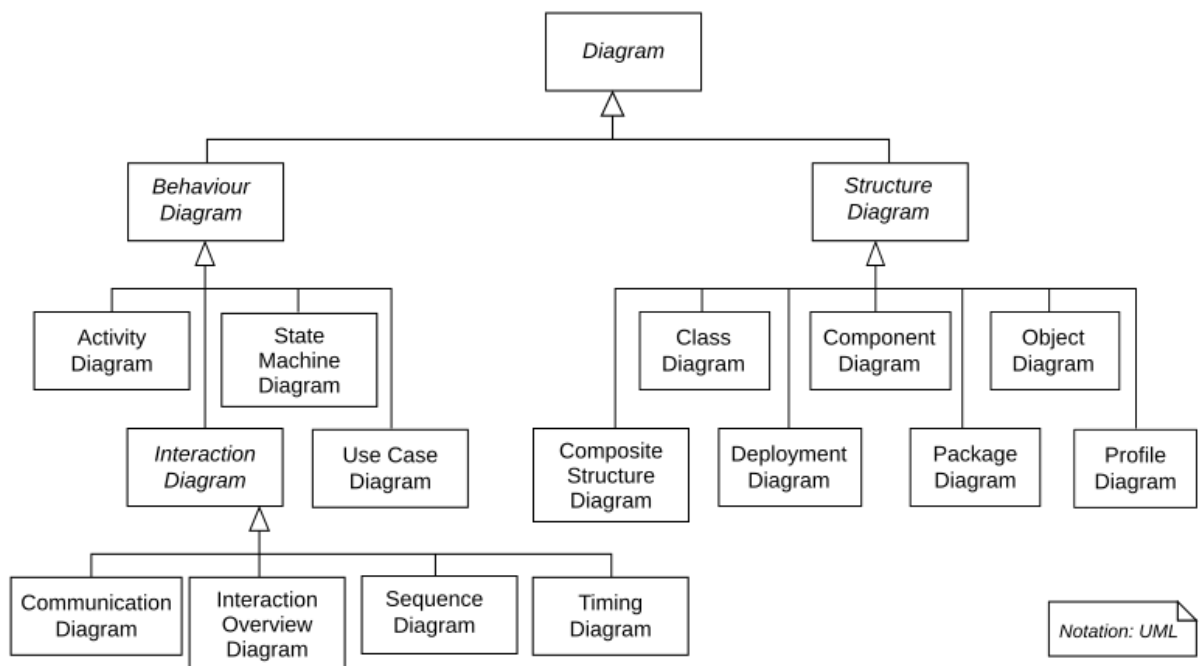 Diagram
Behaviour
Diagram
Structure
Diagram
Activity
Diagram
State
Machine
Diagram
Class
Diagram
Component
Diagram
Object
Diagram
Interaction
Diagram
Use Case
Diagram
Composite
Structure
Diagram
Deployment
Diagram
Package
Diagram
Profile
Diagram
Communication
Diagram
Interaction
Overview
Diagram
Sequence
Diagram
Timing
Diagram
Notation: UML